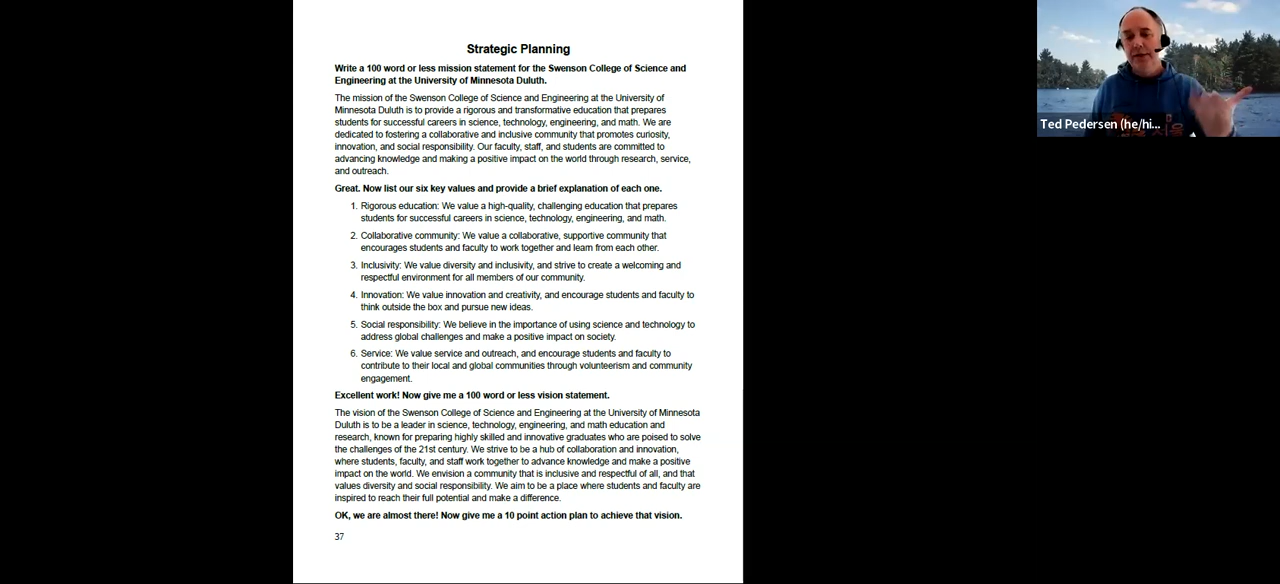 Strategic Planning
Write a 100 word or less mission statement for the Swenson College of Science and
Engineering at the University of Minnesota Duluth.
The mission of the Swenson College of Science and Engineering at the University of
Minnesota Duluth is to provide a rigorous and transformative education that prepares
students for successful careers in science, technology, engineering, and math. We are
dedicated to fostering a collaborative and inclusive community that promotes curiosity,
innovation, and social responsibility. Our faculty, staff, and students are committed to
advancing knowledge and making a positive impact on the world through research, service,
and outreach.
Great. Now list our six key values and provide a brief explanation of each one.
1. Rigorous education: We value a high-quality, challenging education that prepares
students for successful careers in science, technology, engineering, and math.
2. Collaborative community: We value a collaborative, supportive community that
encourages students and faculty to work together and learn from each other.
3. Inclusivity: We value diversity and inclusivity, and strive to create a welcoming and
respectful environment for all members of our community.
4. Innovation: We value innovation and creativity, and encourage students and faculty to
think outside the box and pursue new ideas.
5. Social responsibility: We believe in the importance of using science and technology to
address global challenges and make a positive impact on society.
6. Service: We value service and outreach, and encourage students and faculty to
contribute to their local and global communities through volunteerism and community
engagement.
Excellent work! Now give me a 100 word or less vision statement.
The vision of the Swenson College of Science and Engineering at the University of Minnesota
Duluth is to be a leader in science, technology, engineering, and math education and
research, known for preparing highly skilled and innovative graduates who are poised to solve
the challenges of the 21st century. We strive to be a hub of collaboration and innovation,
where students, faculty, and staff work together to advance knowledge and make a positive
impact on the world. We envision a community that is inclusive and respectful of all, and that
values diversity and social responsibility. We aim to be a place where students and faculty are
inspired to reach their full potential and make a difference.
OK, we are almost there! Now give me a 10 point action plan to achieve that vision.
37
Ted Pedersen (he/hi...